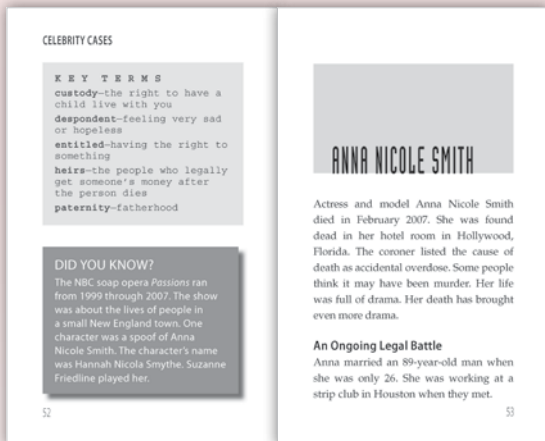 CELEBRITY CASES
KEY TERMS
custody—the right to have a
child live with you
despondent—feeling very sad
or hopeless
entitled—having the right to
something
heirs—the people who legally
get someone's money after
the person dies
paternity—fatherhood
DID YOU KNOW?
The NBC soap opera Passions ran
from 1999 through 2007. The show
was about the lives of people in
a small New England town. One
character was a spoof of Anna
Nicole Smith. The character's name
was Hannah Nicola Smythe. Suzanne
Friedline played her.
52
ANNA NICOLE SMITH
Actress and model Anna Nicole Smith
died in February 2007. She was found
dead in her hotel room in Hollywood,
Florida. The coroner listed the cause of
death as accidental overdose. Some people
think it may have been murder. Her life
was full of drama. Her death has brought
even more drama.
An Ongoing Legal Battle
Anna married an 89-year-old man when
she was only 26. She was working at a
strip club in Houston when they met.
53